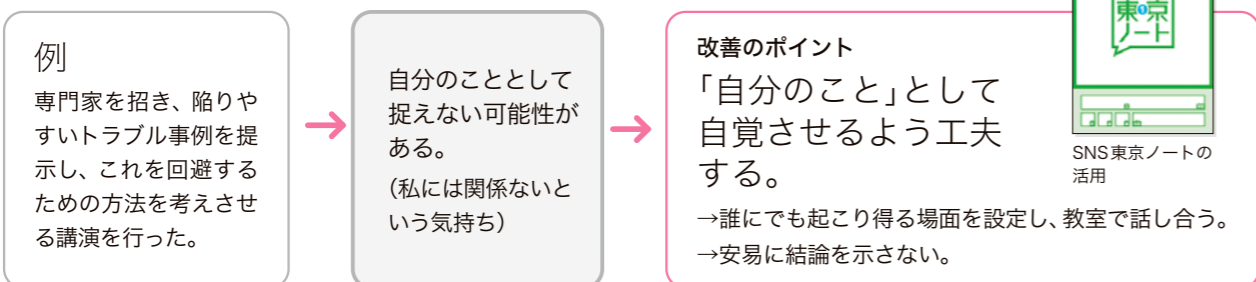 例
専門家を招き、陥りや
すいトラブル事例を提
示し、これを回避する
ための方法を考えさせ
る講演を行った。
自分のこととして
捉えない可能性が
ある。
（私には関係ないと
いう気持ち）
改善のポイント
「自分のこと」として
自覚させるよう工夫
する。
→誰にでも起こり得る場面を設定し、教室で話し合う。
→安易に結論を示さない。
東京
ノート
SNS東京ノートの
活用